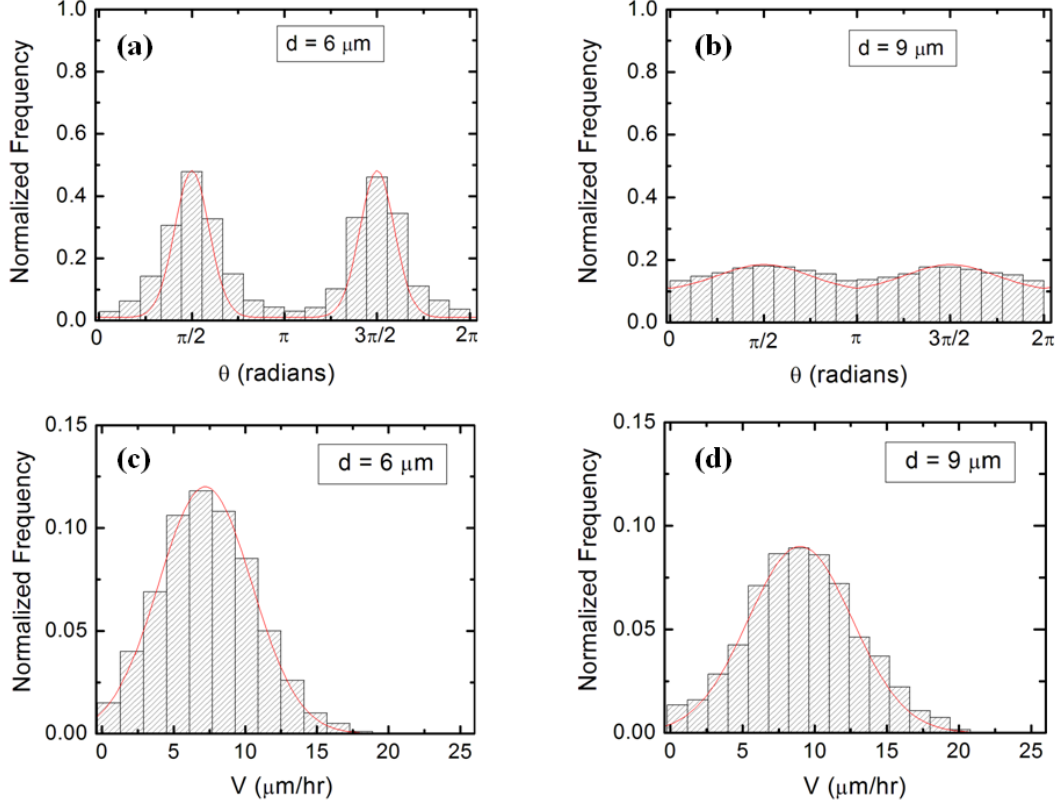 (a)
d = 6 μm
Normalized Frequency
1.0
0.8
0.6
0.4
0.2
0.0
0 π/2 π 3π/2 2π
θ (radians)
(b)
d = 9 μm
Normalized Frequency
1.0
0.8
0.6
0.4
0.2
0.0
0 π/2 π 3π/2 2π
θ (radians)
(c)
d = 6 μm
Normalized Frequency
0.15
0.10
0.05
0.00
0 5 10 15 20 25
V (μm/hr)
(d)
d = 9 μm
Normalized Frequency
0.15
0.10
0.05
0.00
0 5 10 15 20 25
V (μm/hr)